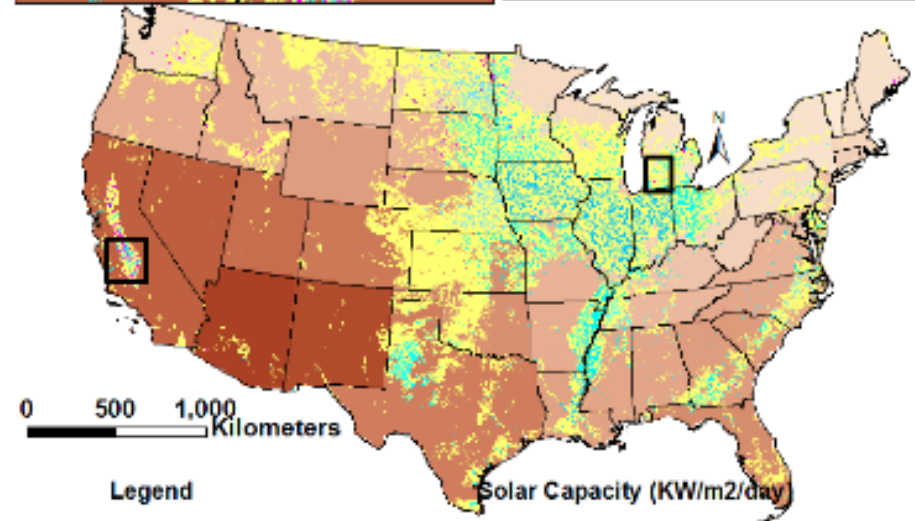 N
0 500 1,000
Kilometers
Legend
Solar Capacity (KW/m2/day)